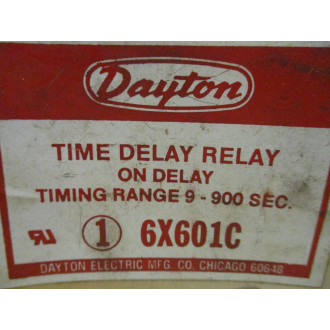 Dayton
TIME DELAY RELAY
ON DELAY
TIMING RANGE 9 - 900 SEC.
1 6X601C
DAYTON ELECTRIC MFG. CO. CHICAGO 60648